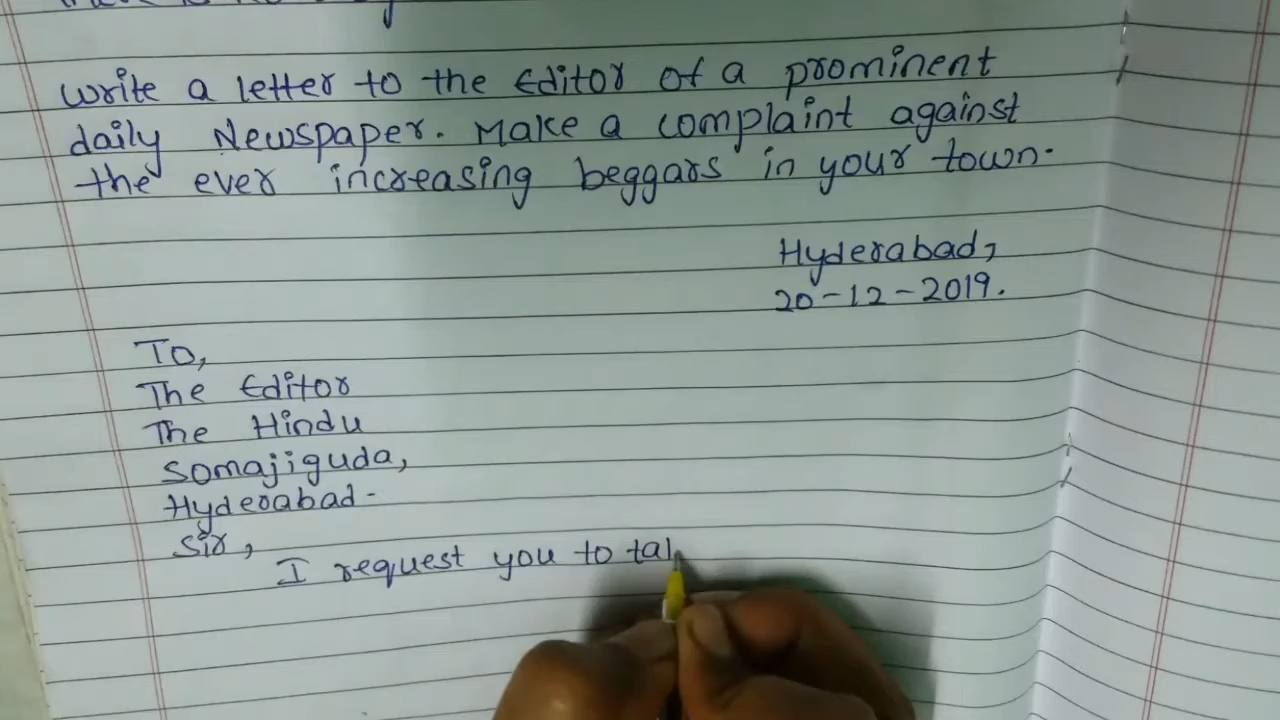 Write a letter to the Editor of a prominent
daily Newspaper. Make a complaint against
the ever increasing beggars in your town.
Hyderabad,
20-12-2019.
To,
The Editor
The Hindu
Somajiguda,
Hyderabad-
Sir,
I request you to tal